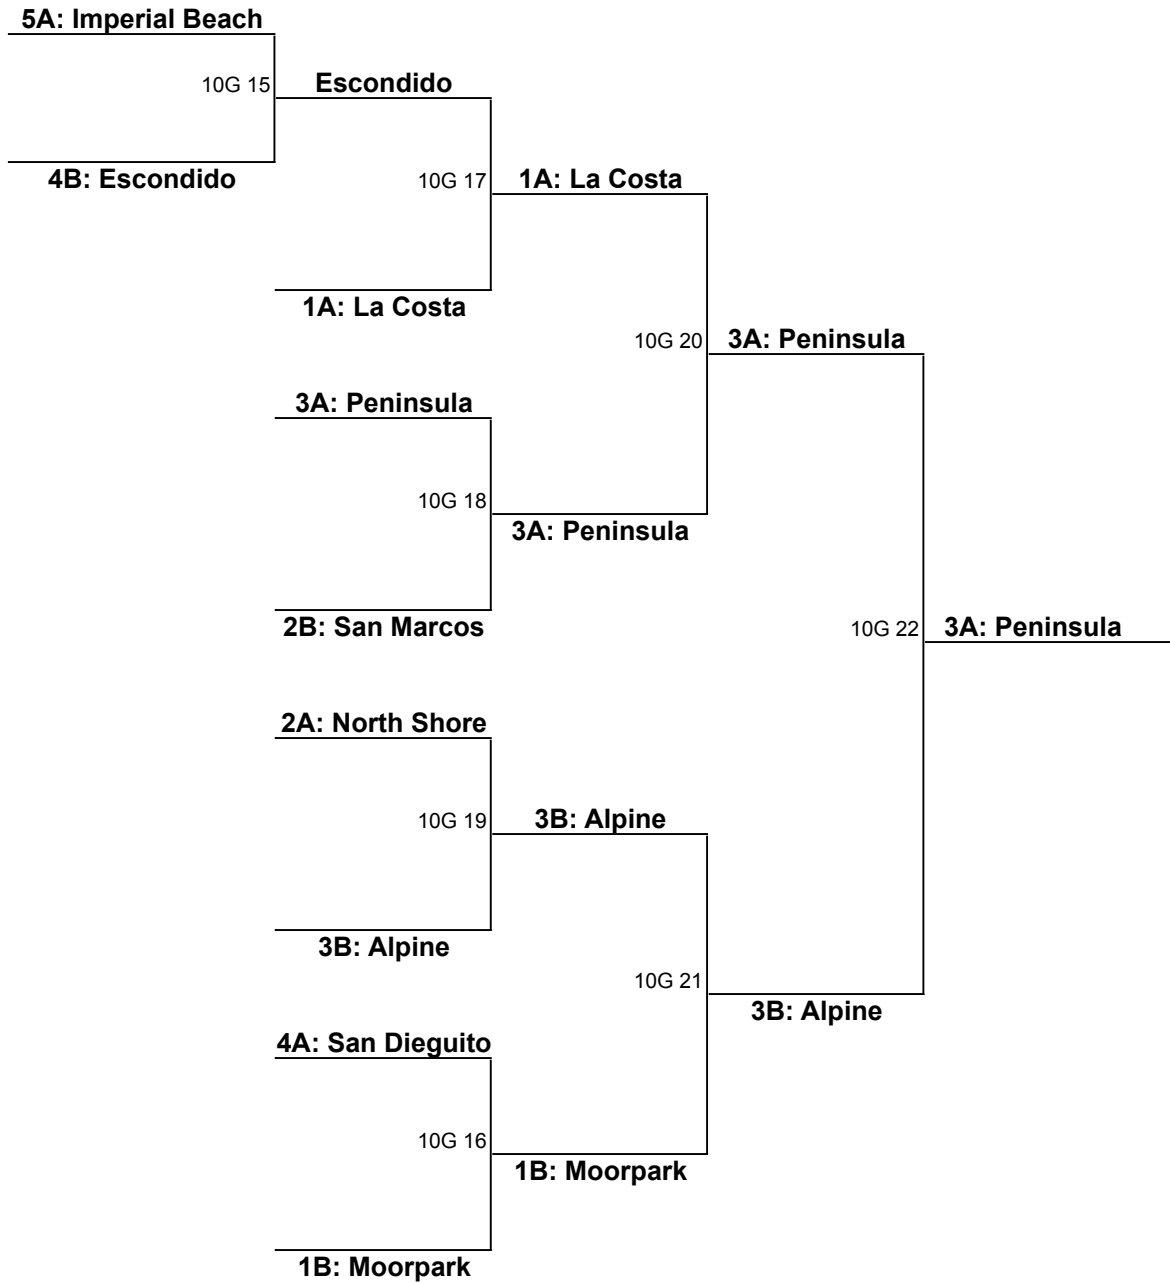 5A: Imperial Beach
10G 15
Escondido
4B: Escondido
10G 17
1A: La Costa
1A: La Costa
10G 20
3A: Peninsula
3A: Peninsula
10G 18
3A: Peninsula
2B: San Marcos
10G 22
3A: Peninsula
2A: North Shore
10G 19
3B: Alpine
3B: Alpine
10G 21
3B: Alpine
4A: San Dieguito
10G 16
1B: Moorpark
1B: Moorpark